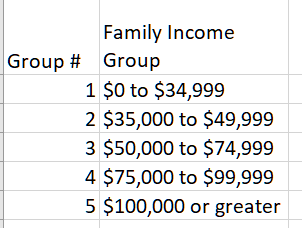 Family Income
Group # Group
1 $0 to $34,999
2 $35,000 to $49,999
3 $50,000 to $74,999
4 $75,000 to $99,999
5 $100,000 or greater